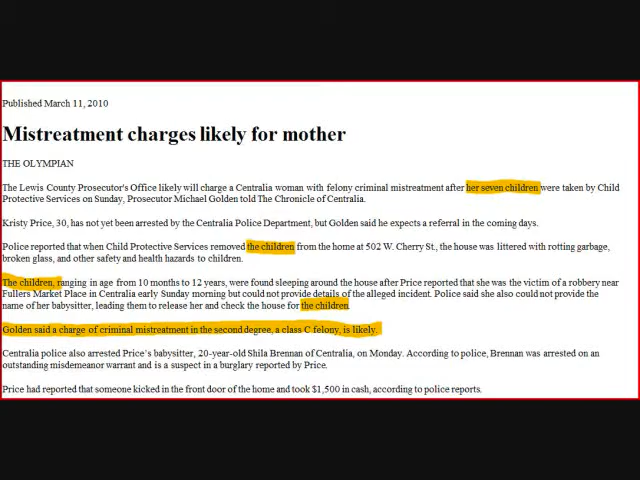 Published March 11, 2010
Mistreatment charges likely for mother
THE OLYMPIAN
The Lewis County Prosecutor's Office likely will charge a Centralia woman with felony criminal mistreatment after her seven children were taken by Child
Protective Services on Sunday, Prosecutor Michael Golden told The Chronicle of Centralia.
Kristy Price, 30, has not yet been arrested by the Centralia Police Department, but Golden said he expects a referral in the coming days.
Police reported that when Child Protective Services removed the children from the home at 502 W. Cherry St., the house was littered with rotting garbage,
broken glass, and other safety and health hazards to children.
The children, ranging in age from 10 months to 12 years, were found sleeping around the house after Price reported that she was the victim of a robbery near
Fullers Market Place in Centralia early Sunday morning but could not provide details of the alleged incident. Police said she also could not provide the
name of her babysitter, leading them to release her and check the house for the children.
Golden said a charge of criminal mistreatment in the second degree, a class C felony, is likely.
Centralia police also arrested Price's babysitter, 20-year-old Shila Brennan of Centralia, on Monday. According to police, Brennan was arrested on an
outstanding misdemeanor warrant and is a suspect in a burglary reported by Price.
Price had reported that someone kicked in the front door of the home and took $1,500 in cash, according to police reports.